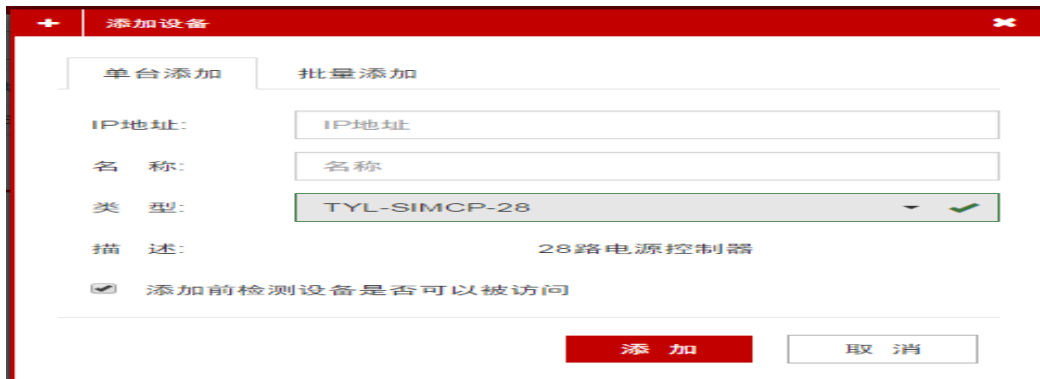 添加设备
单台添加 批量添加
IP地址: IP地址
名 称: 名称
类 型: TYL-SIMCP-28
描 述: 28路电源控制器
添加前检测设备是否可以被访问
添 加 取 消